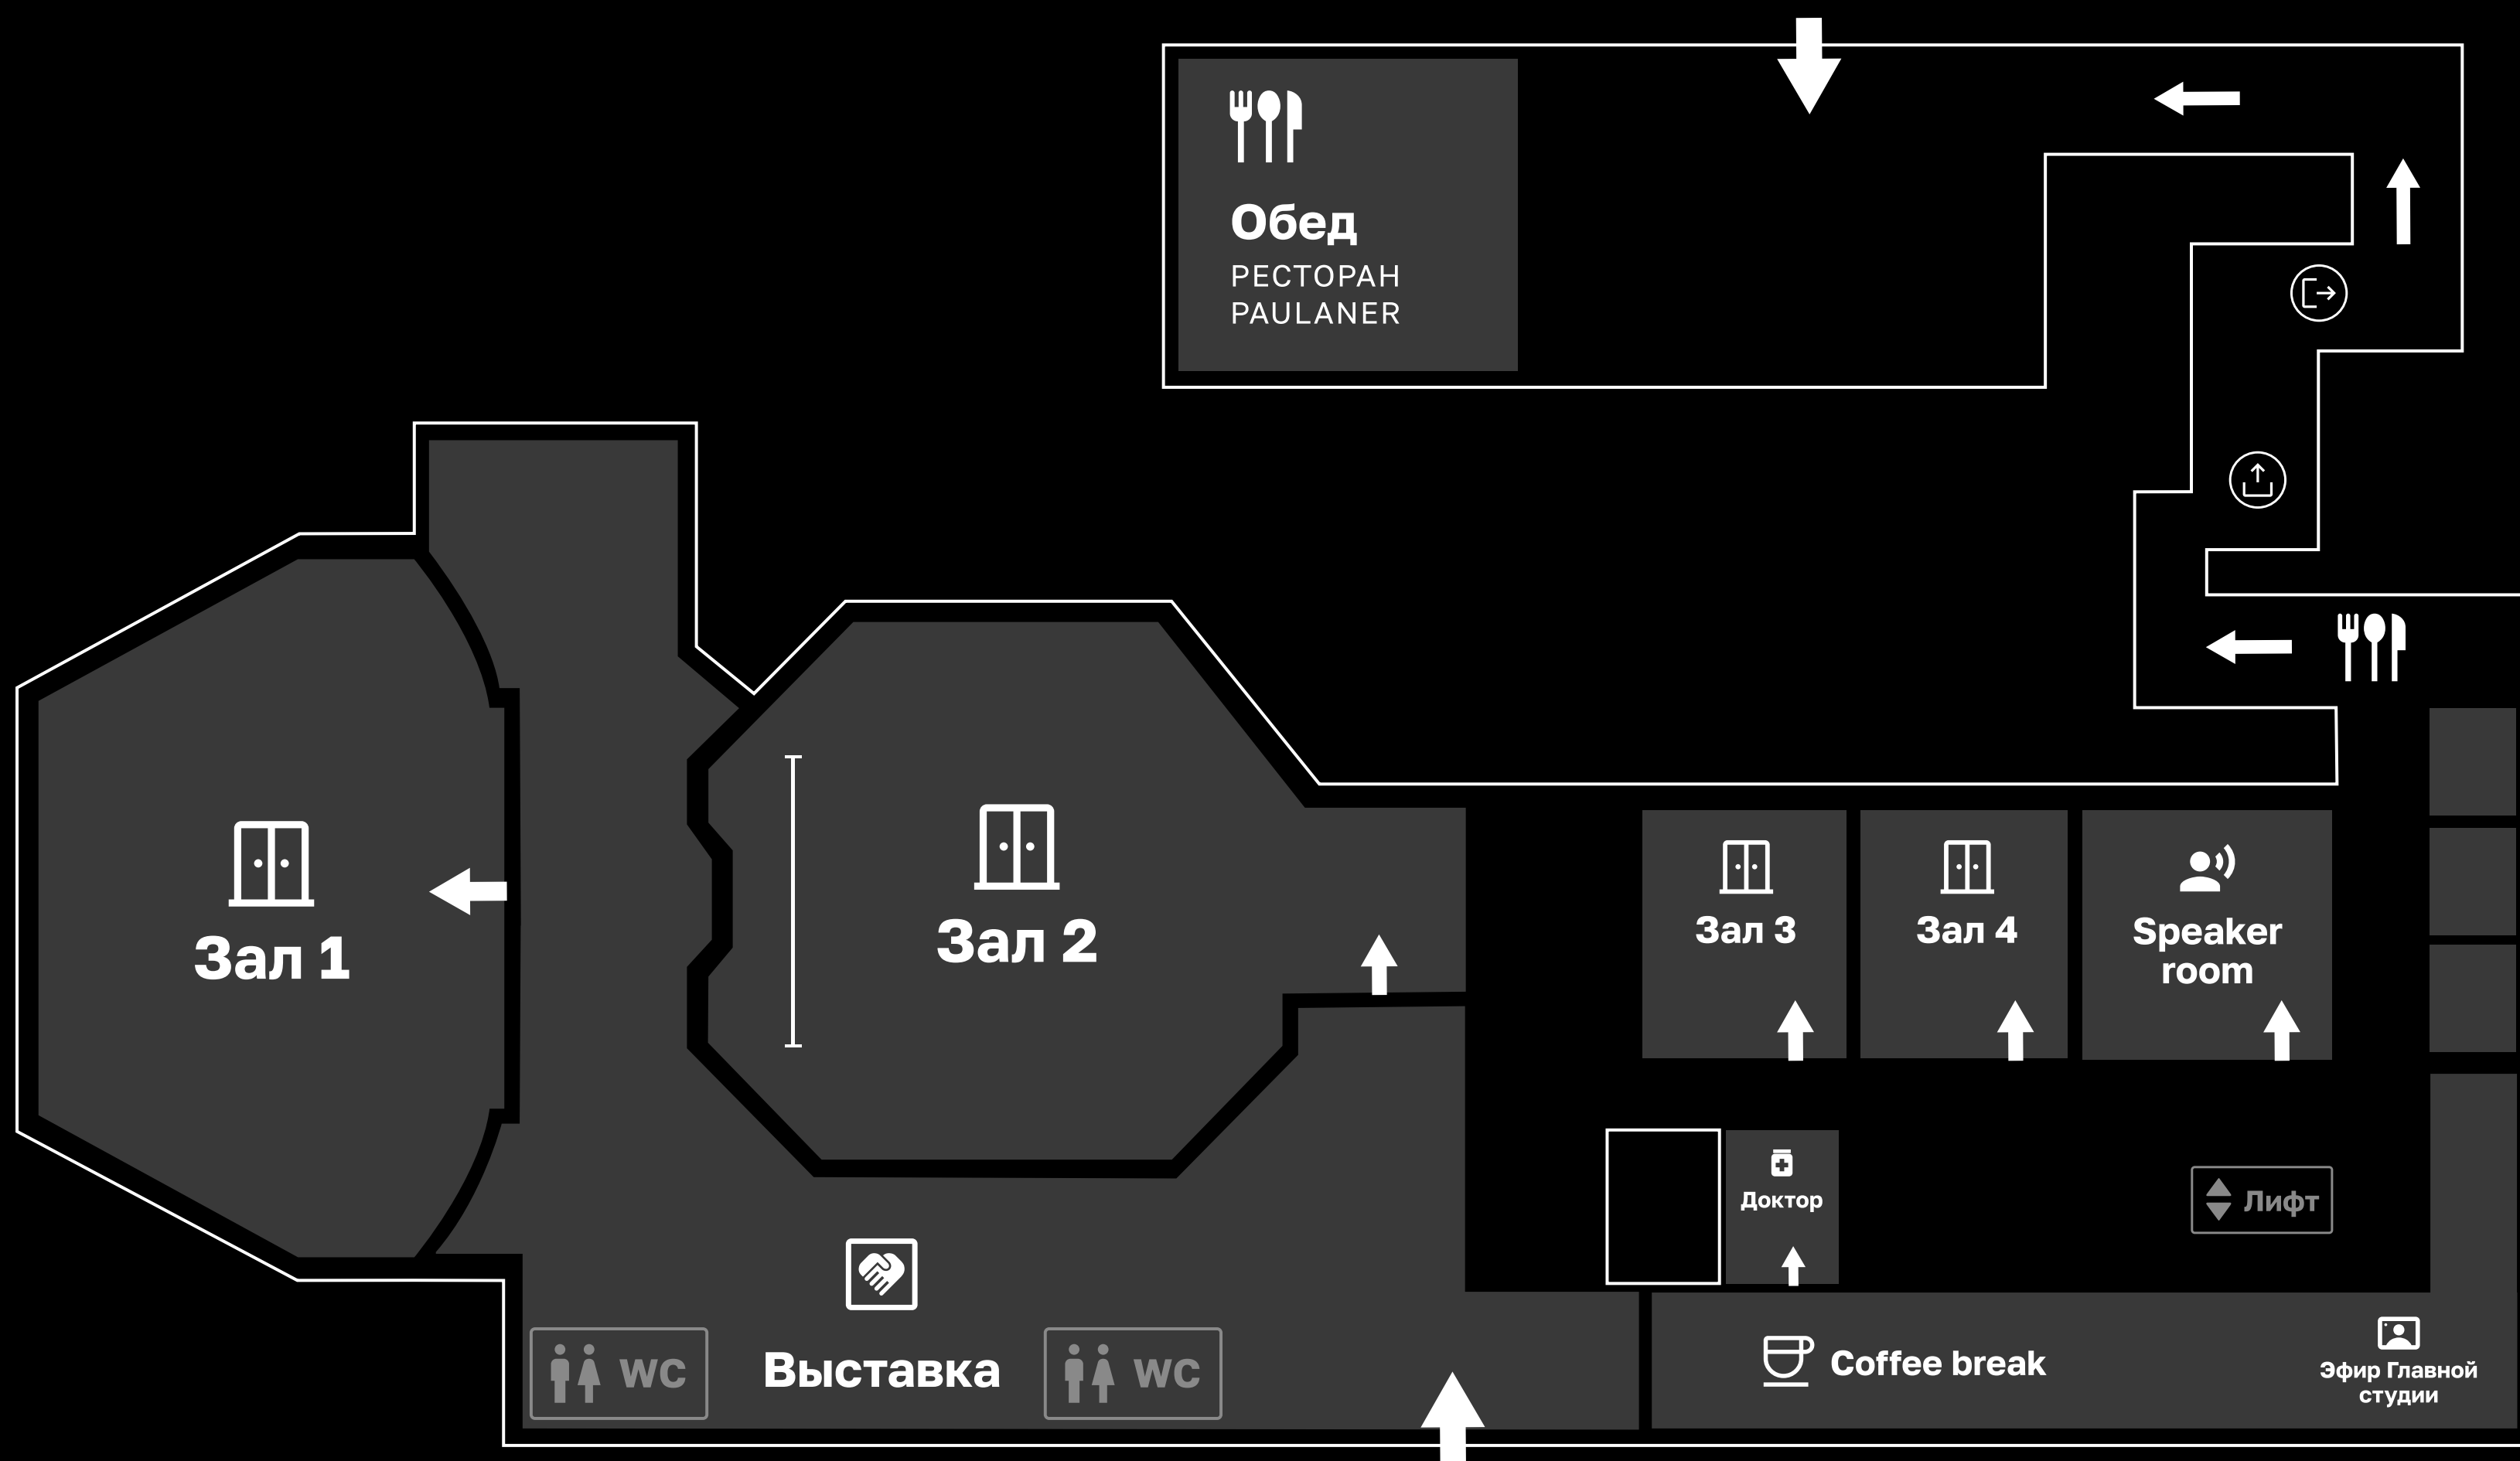 Обед
РЕСТОРАН
PAULANER
Зал 1
Зал 2
Зал 3
Зал 4
Speaker
room
Доктор
Лифт
WC
Выставка
WC
Coffee break
Эфир Главной
студии